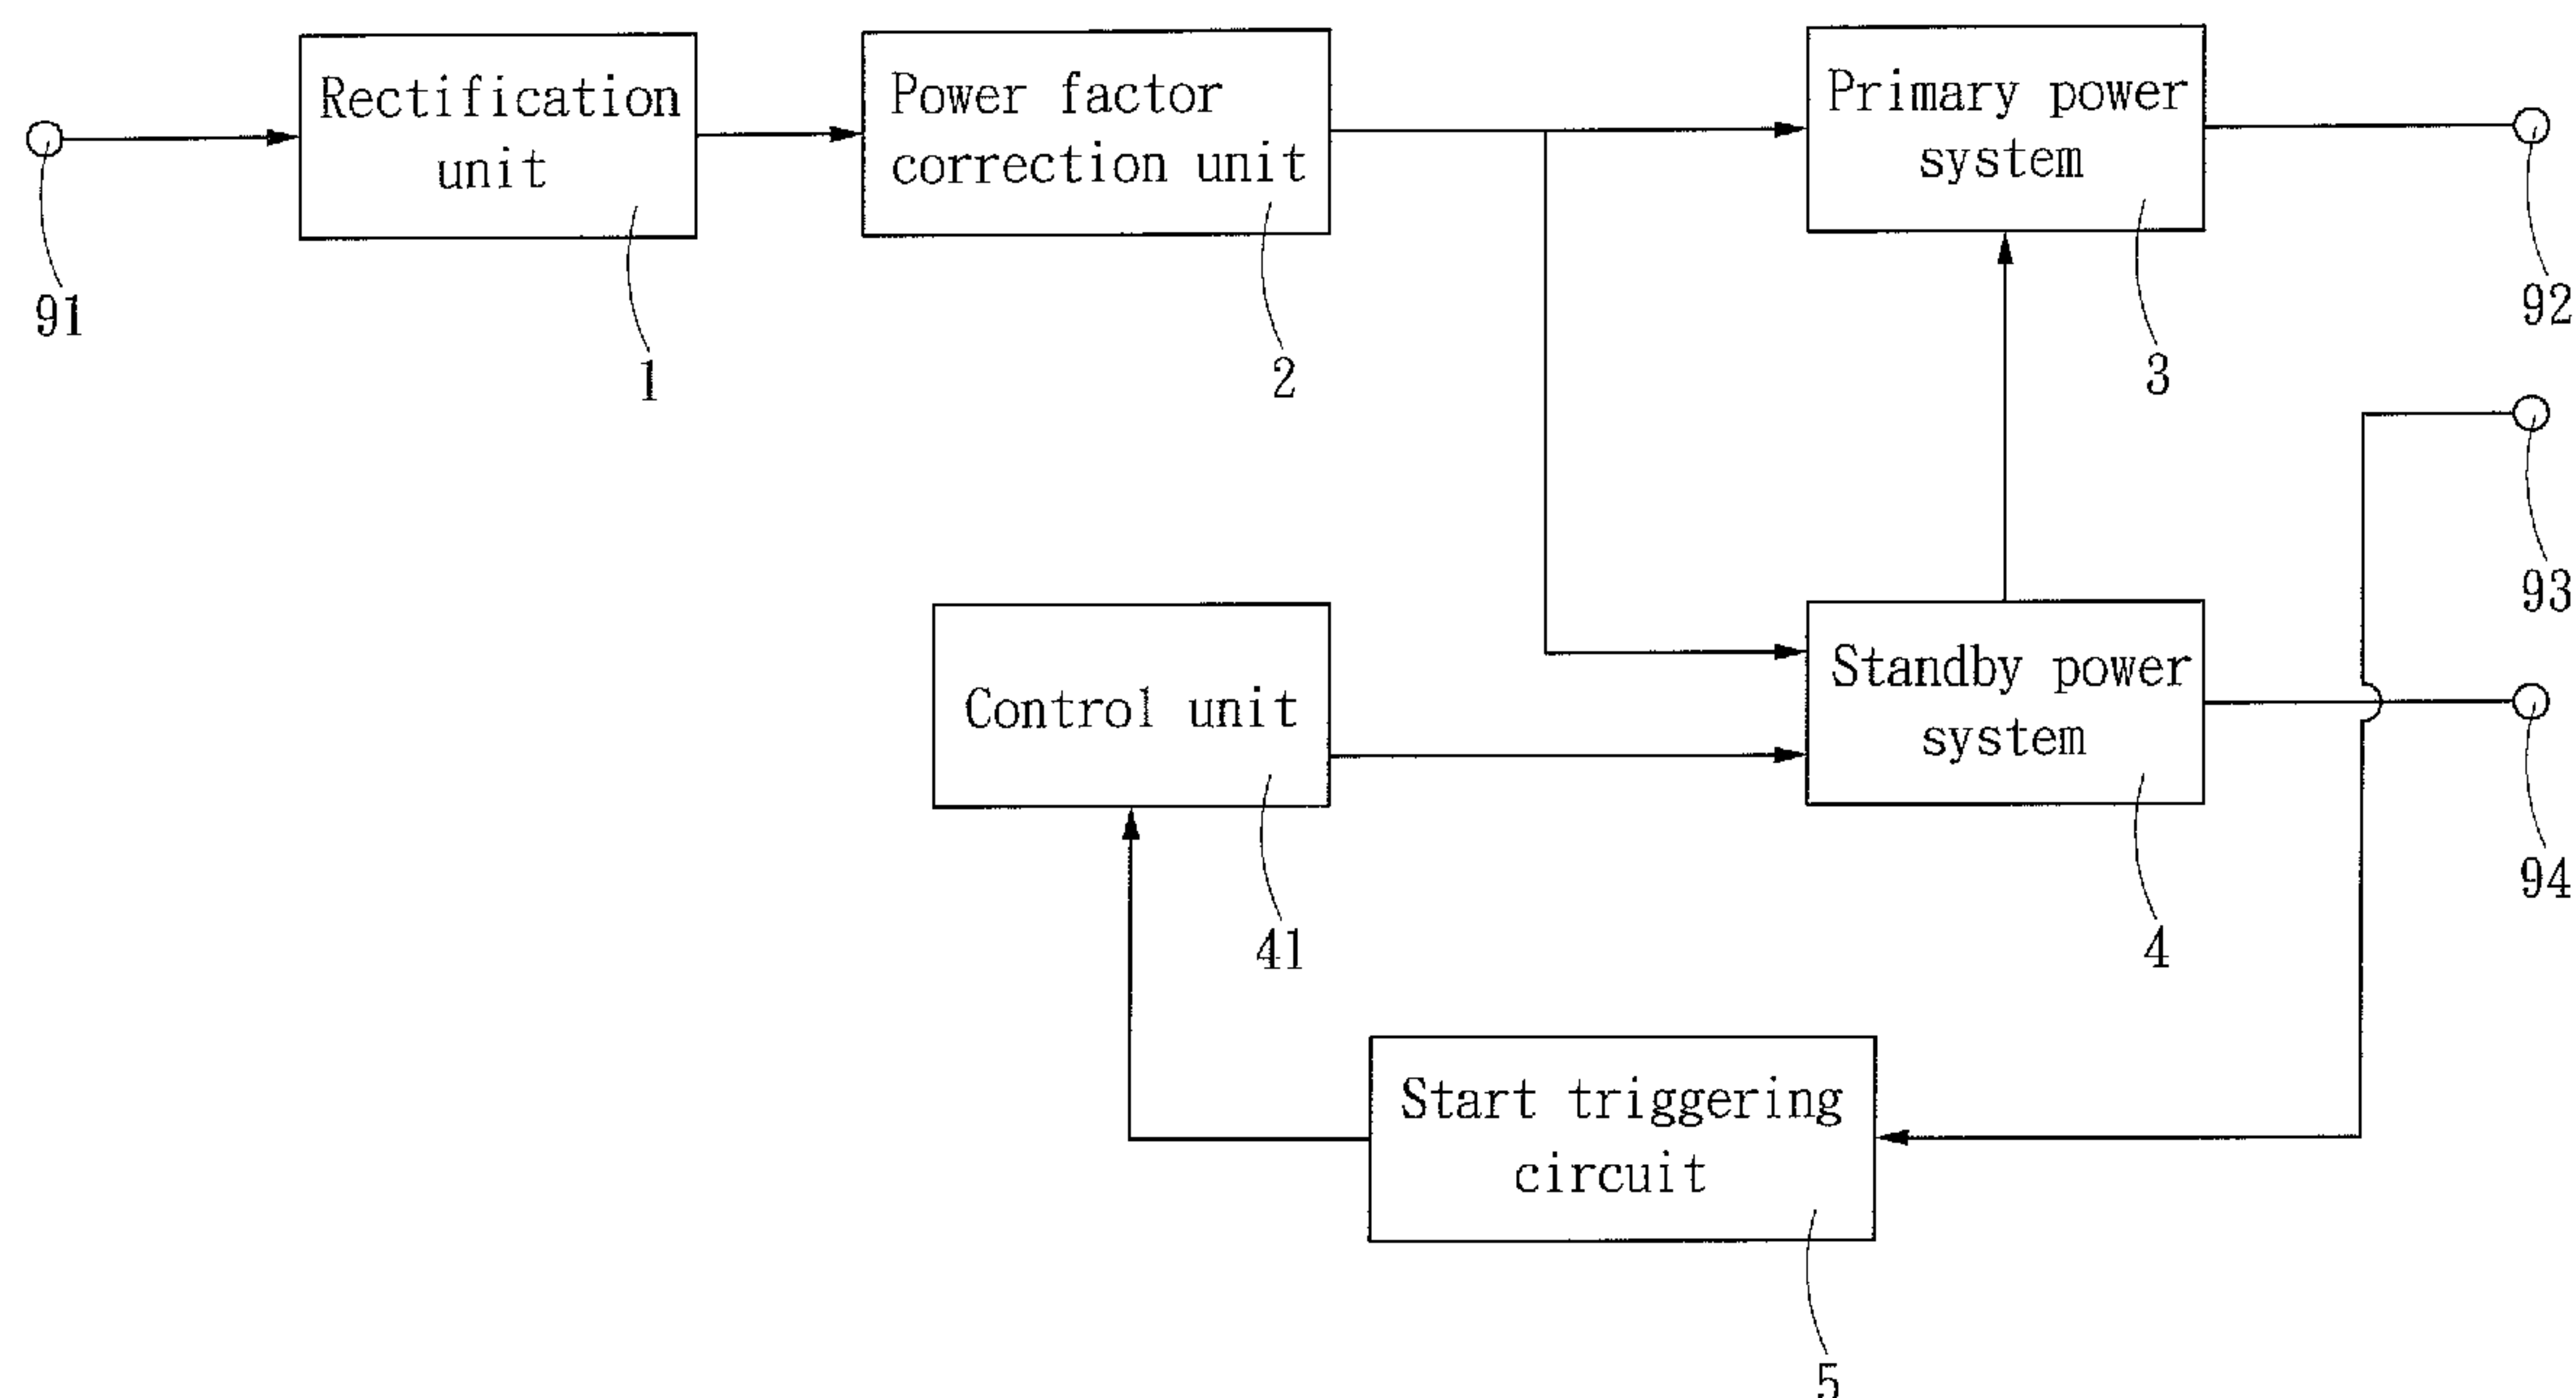 Rectification
unit
Power factor
correction unit
Primary power
system
91
1
2
3
92
93
Control unit
Standby power
system
41
4
94
Start triggering
circuit
5